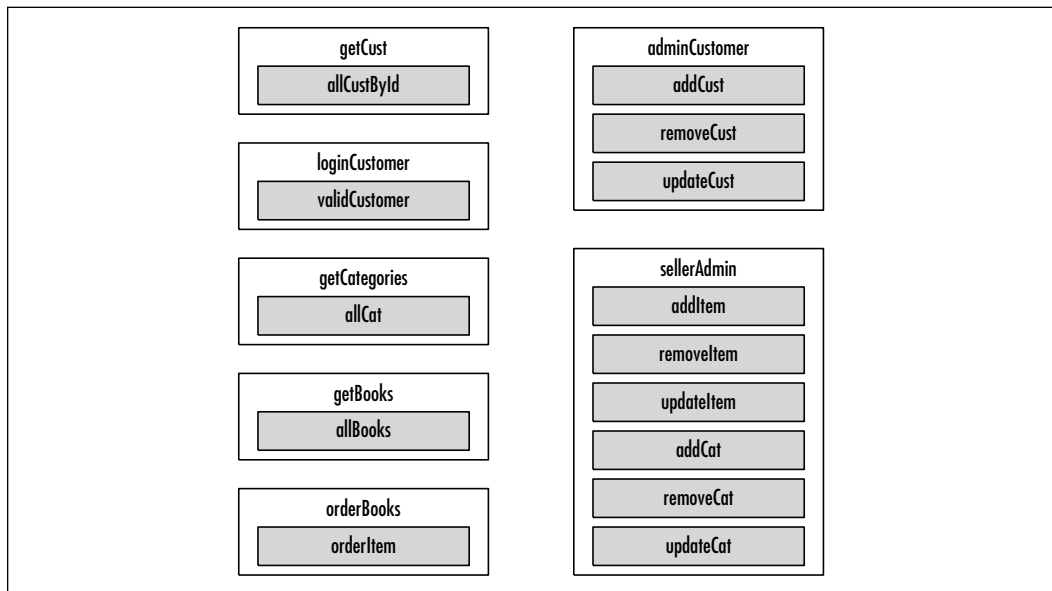 getCust
allCustById
loginCustomer
validCustomer
getCategories
allCat
getBooks
allBooks
orderBooks
orderItem
adminCustomer
addCust
removeCust
updateCust
sellerAdmin
addItem
removeItem
updateItem
addCat
removeCat
updateCat